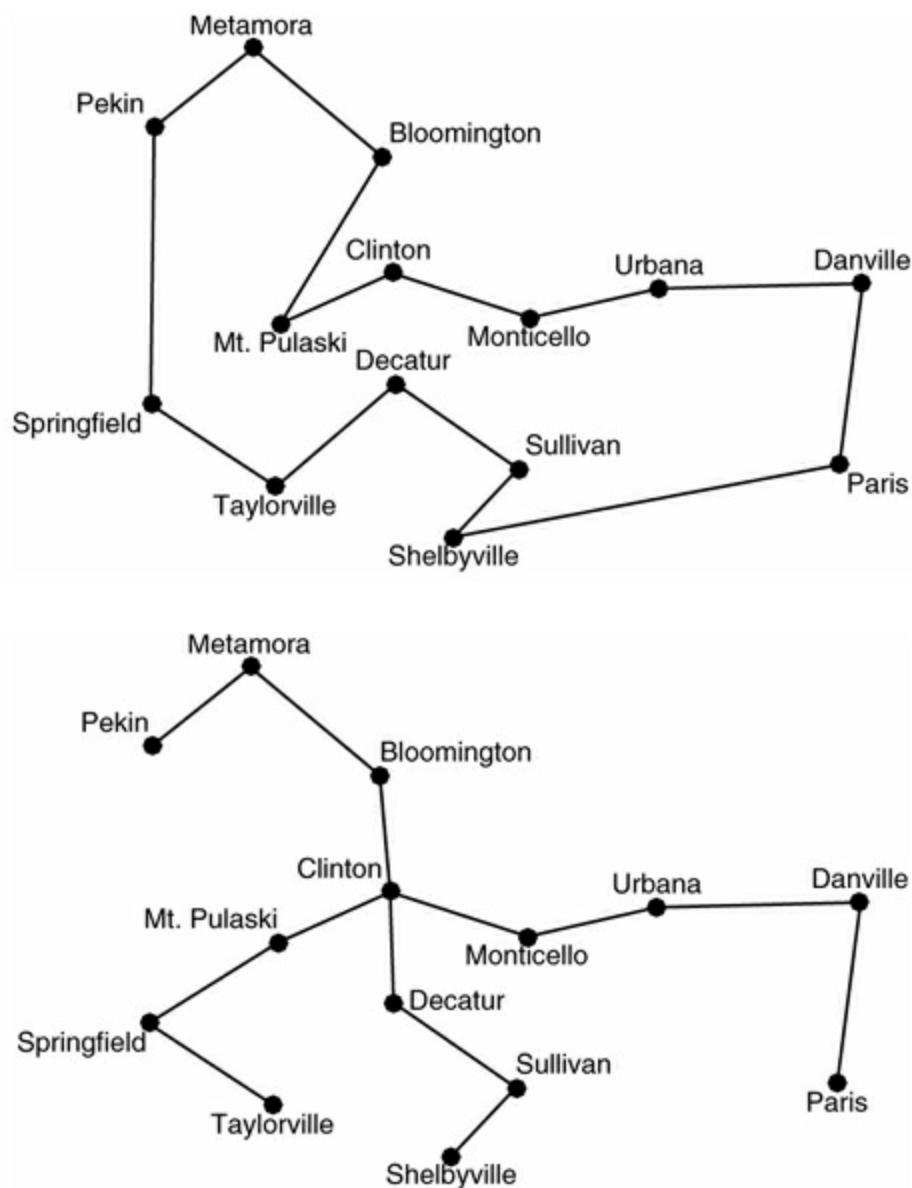 Metamora
Pekin
Bloomington
Clinton
Urbana
Danville
Mt. Pulaski
Monticello
Decatur
Springfield
Sullivan
Taylorville
Paris
Shelbyville
Metamora
Pekin
Bloomington
Clinton
Urbana
Danville
Mt. Pulaski
Monticello
Decatur
Springfield
Sullivan
Taylorville
Paris
Shelbyville